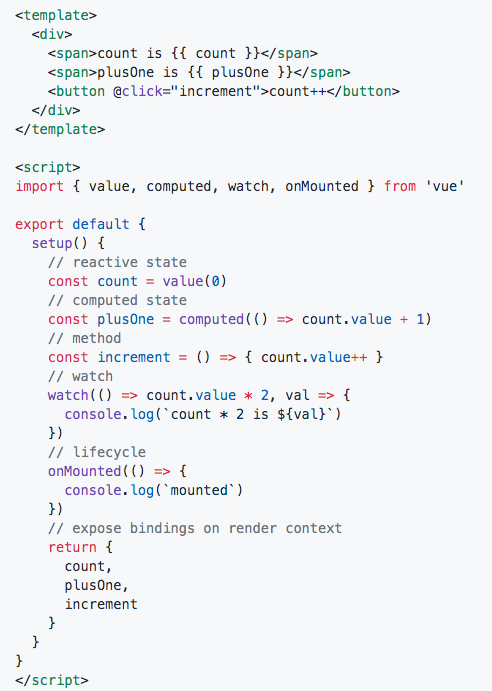 <template>
  <div>
    <span>count is {{ count }}</span>
    <span>plusOne is {{ plusOne }}</span>
    <button @click="increment">count++</button>
  </div>
</template>

<script>
import { value, computed, watch, onMounted } from 'vue'

export default {
  setup() {
    // reactive state
    const count = value(0)
    // computed state
    const plusOne = computed(() => count.value + 1)
    // method
    const increment = () => { count.value++ }
    // watch
    watch(() => count.value * 2, val => {
      console.log(`count * 2 is ${val}`)
    })
    // lifecycle
    onMounted(() => {
      console.log(`mounted`)
    })
    // expose bindings on render context
    return {
      count,
      plusOne,
      increment
    }
  }
}
</script>